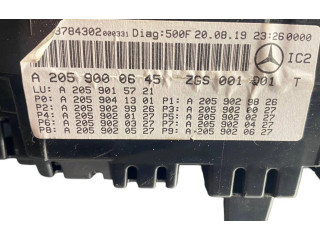 3784302000331 Diag:500F 20.08.19 23:260000
IC2
A 205 900 06 45 ZGS 001 Q01 T
LU: A 205 901 57 21
P0: A 205 904 13 01 P1: A 205 902 98 26
P2: A 205 902 99 26 P3: A 205 902 00 27
P4: A 205 902 01 27 P5: A 205 902 02 27
P6: A 205 902 03 27 P7: A 205 902 04 27
P8: A 205 902 05 27 P9: A 205 902 06 27